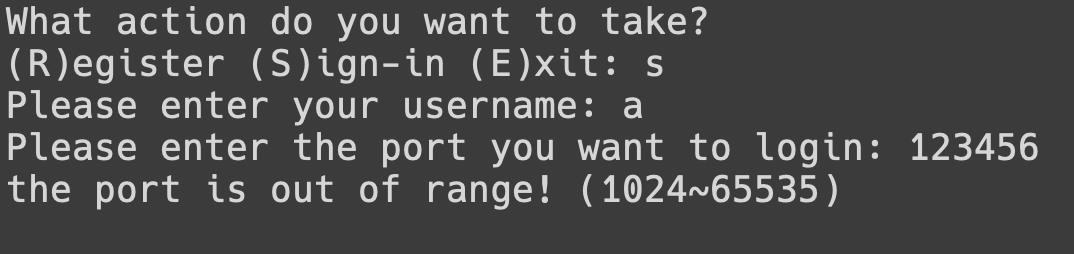 What action do you want to take?
(R)egister (S)ign-in (E)xit: s
Please enter your username: a
Please enter the port you want to login: 123456
the port is out of range! (1024~65535)